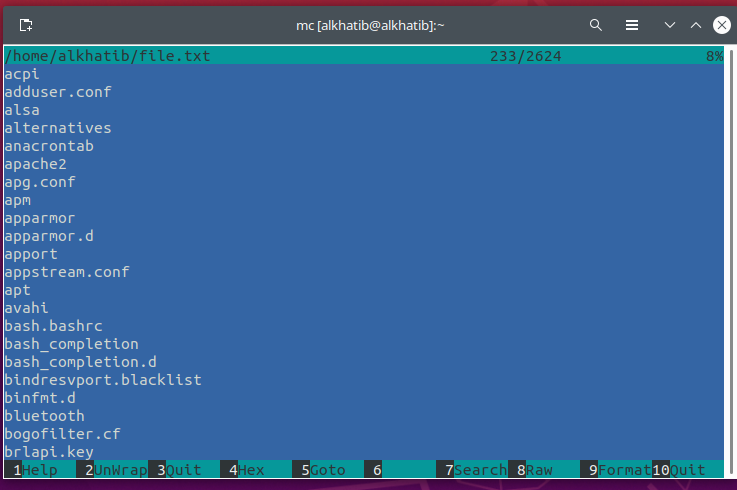 mc [alkhatib@alkhatib]:~
/home/alkhatib/file.txt 233/2624 8%
acpi
adduser.conf
alsa
alternatives
anacrontab
apache2
apg.conf
apm
apparmor
apparmor.d
apport
appstream.conf
apt
avahi
bash.bashrc
bash_completion
bash_completion.d
bindresvport.blacklist
binfmt.d
bluetooth
bogofilter.cf
brlapi.key
1Help 2UnWrap 3Quit 4Hex 5Goto 6 7Search 8Raw 9Format 10Quit